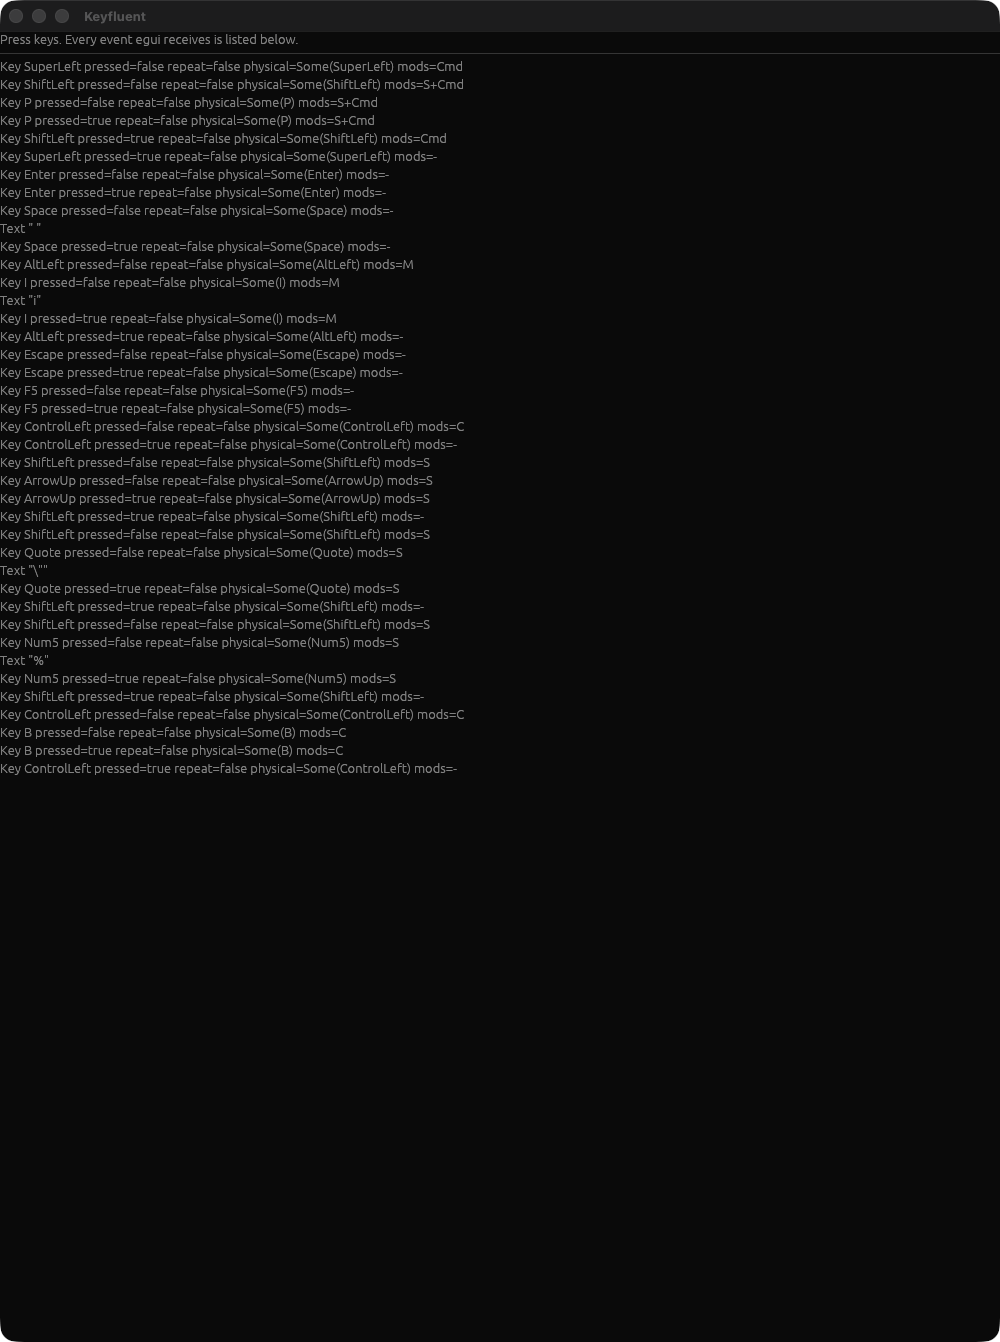 Keyfluent
Press keys. Every event egui receives is listed below.
Key SuperLeft pressed=false repeat=false physical=Some(SuperLeft) mods=Cmd
Key ShiftLeft pressed=false repeat=false physical=Some(ShiftLeft) mods=S+Cmd
Key P pressed=false repeat=false physical=Some(P) mods=S+Cmd
Key P pressed=true repeat=false physical=Some(P) mods=S+Cmd
Key ShiftLeft pressed=true repeat=false physical=Some(ShiftLeft) mods=Cmd
Key SuperLeft pressed=true repeat=false physical=Some(SuperLeft) mods=-
Key Enter pressed=false repeat=false physical=Some(Enter) mods=-
Key Enter pressed=true repeat=false physical=Some(Enter) mods=-
Key Space pressed=false repeat=false physical=Some(Space) mods=-
Text " "
Key Space pressed=true repeat=false physical=Some(Space) mods=-
Key AltLeft pressed=false repeat=false physical=Some(AltLeft) mods=M
Key I pressed=false repeat=false physical=Some(I) mods=M
Text "i"
Key I pressed=true repeat=false physical=Some(I) mods=M
Key AltLeft pressed=true repeat=false physical=Some(AltLeft) mods=-
Key Escape pressed=false repeat=false physical=Some(Escape) mods=-
Key Escape pressed=true repeat=false physical=Some(Escape) mods=-
Key F5 pressed=false repeat=false physical=Some(F5) mods=-
Key F5 pressed=true repeat=false physical=Some(F5) mods=-
Key ControlLeft pressed=false repeat=false physical=Some(ControlLeft) mods=C
Key ControlLeft pressed=true repeat=false physical=Some(ControlLeft) mods=-
Key ShiftLeft pressed=false repeat=false physical=Some(ShiftLeft) mods=S
Key ArrowUp pressed=false repeat=false physical=Some(ArrowUp) mods=S
Key ArrowUp pressed=true repeat=false physical=Some(ArrowUp) mods=S
Key ShiftLeft pressed=true repeat=false physical=Some(ShiftLeft) mods=-
Key ShiftLeft pressed=false repeat=false physical=Some(ShiftLeft) mods=S
Key Quote pressed=false repeat=false physical=Some(Quote) mods=S
Text "\""
Key Quote pressed=true repeat=false physical=Some(Quote) mods=S
Key ShiftLeft pressed=true repeat=false physical=Some(ShiftLeft) mods=-
Key ShiftLeft pressed=false repeat=false physical=Some(ShiftLeft) mods=S
Key Num5 pressed=false repeat=false physical=Some(Num5) mods=S
Text "%"
Key Num5 pressed=true repeat=false physical=Some(Num5) mods=S
Key ShiftLeft pressed=true repeat=false physical=Some(ShiftLeft) mods=-
Key ControlLeft pressed=false repeat=false physical=Some(ControlLeft) mods=C
Key B pressed=false repeat=false physical=Some(B) mods=C
Key B pressed=true repeat=false physical=Some(B) mods=C
Key ControlLeft pressed=true repeat=false physical=Some(ControlLeft) mods=-